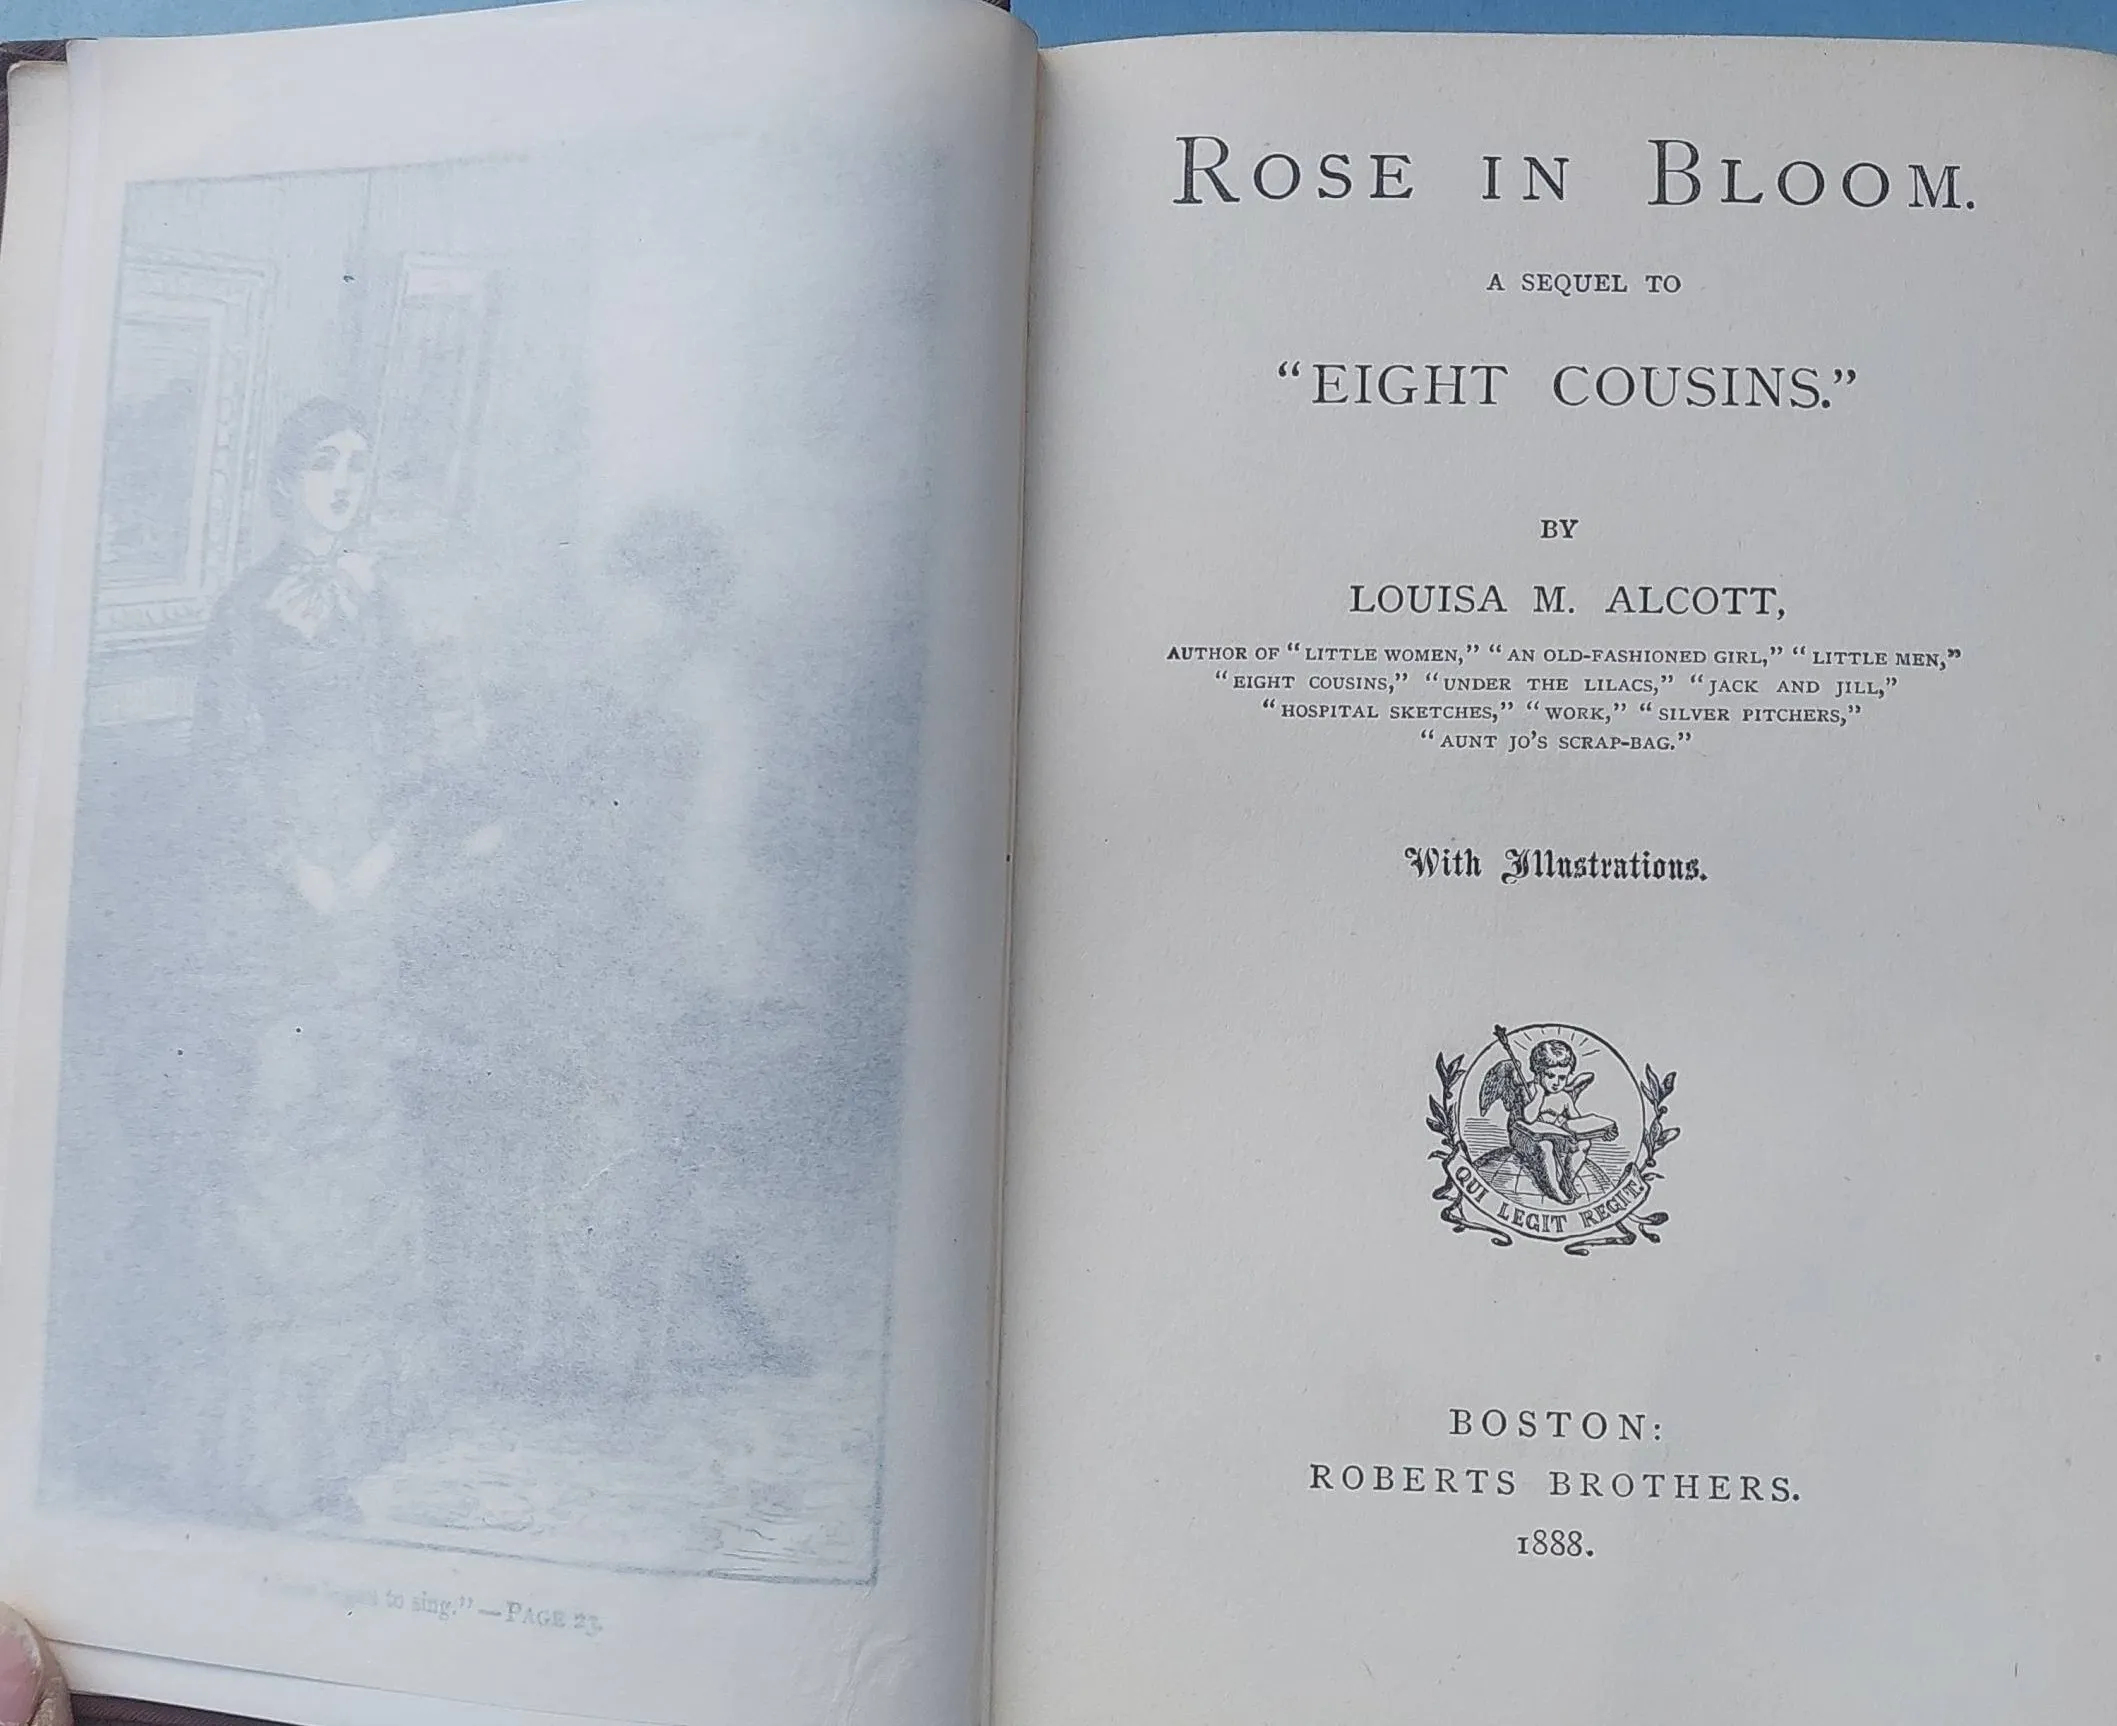 to sing."—PAGE 23.
ROSE IN BLOOM.
A SEQUEL TO
“EIGHT COUSINS.”
BY
LOUISA M. ALCOTT,
AUTHOR OF “LITTLE WOMEN,” “AN OLD-FASHIONED GIRL,” “LITTLE MEN,”
“EIGHT COUSINS,” “UNDER THE LILACS,” “JACK AND JILL,”
“HOSPITAL SKETCHES,” “WORK,” “SILVER PITCHERS,”
“AUNT JO’S SCRAP-BAG.”
With Illustrations.
QUI LEGIT REGIT.
BOSTON:
ROBERTS BROTHERS.
1888.